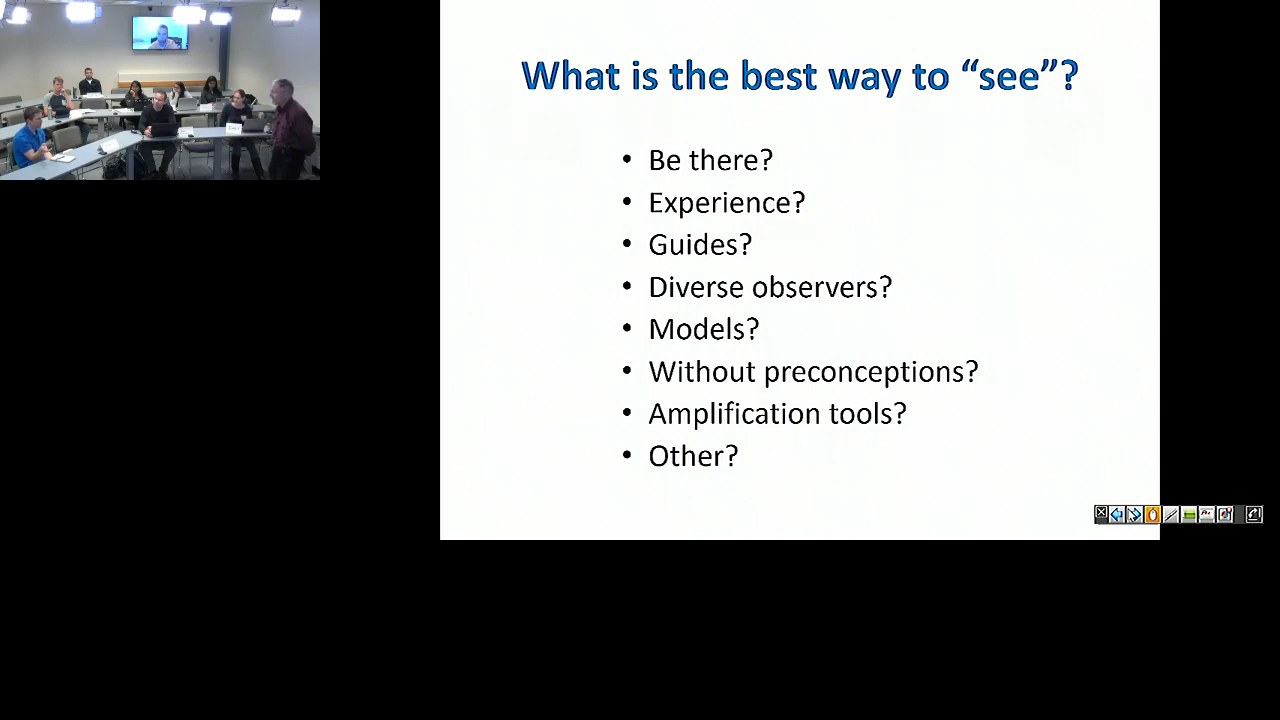 What is the best way to “see”?
• Be there?
• Experience?
• Guides?
• Diverse observers?
• Models?
• Without preconceptions?
• Amplification tools?
• Other?